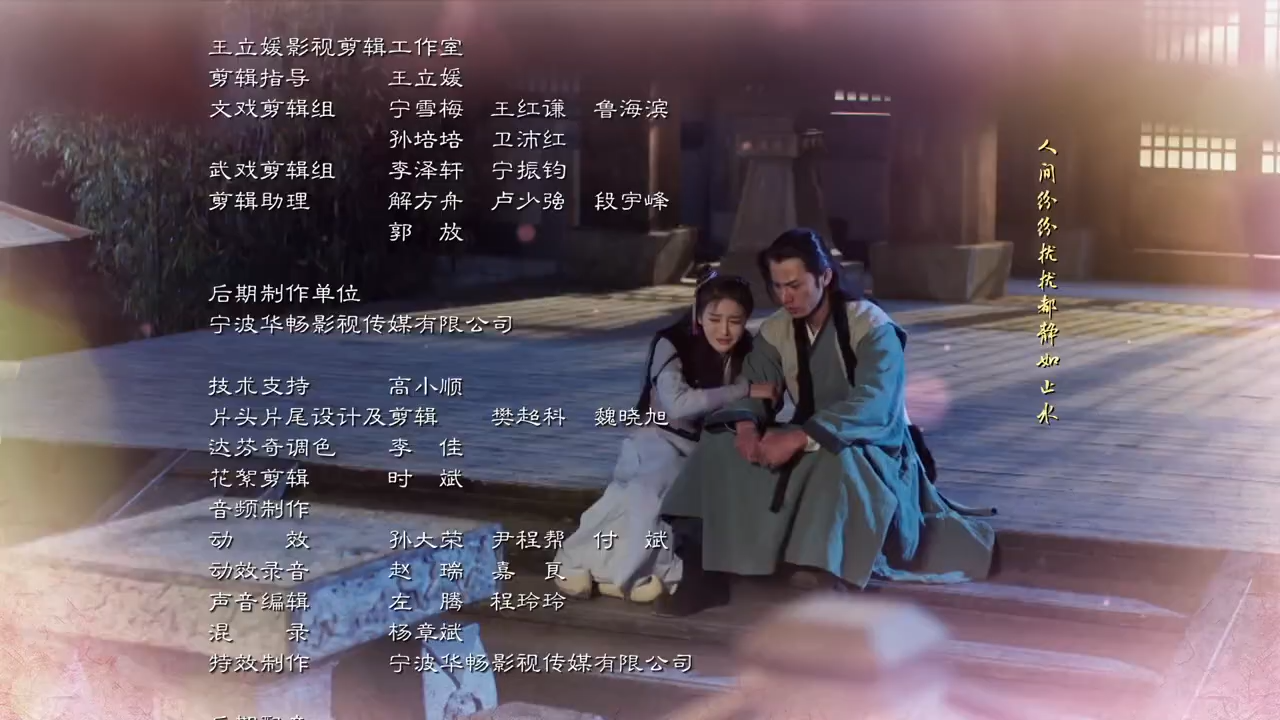 王立媛影视剪辑工作室
剪辑指导 王立媛
文戏剪辑组 宁雪梅 王红谦 鲁海滨
孙培培 卫沛红
武戏剪辑组 李泽轩 宁振钧
剪辑助理 解方舟 卢少强 段宇峰
郭 放
后期制作单位
宁波华畅影视传媒有限公司
技术支持 高小顺
片头片尾设计及剪辑 樊超科 魏晓旭
达芬奇调色 李 佳
花絮剪辑 时 斌
音频制作
动 效 孙大荣 尹程帮 付 斌
动效录音 赵 瑞 嘉 良
声音编辑 左 腾 程玲玲
混 录 杨章斌
特效制作 宁波华畅影视传媒有限公司
人间纷纷扰扰都静如止水